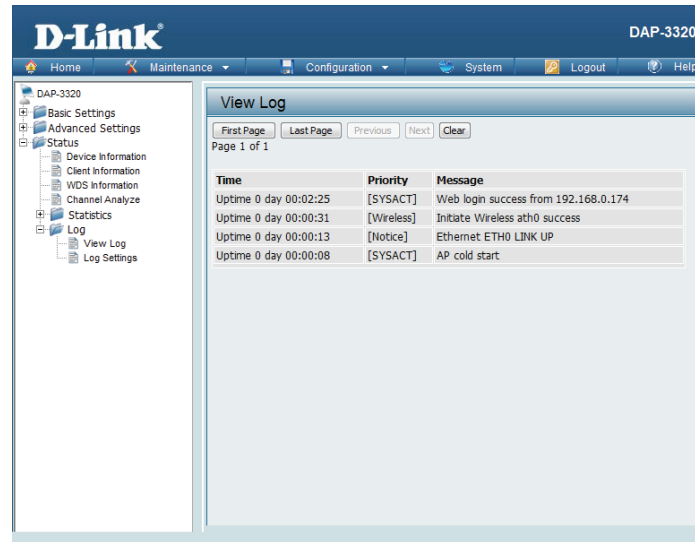 D-Link®
DAP-3320
Home Maintenance Configuration System Logout Help
DAP-3320
Basic Settings
Advanced Settings
Status
Device Information
Client Information
WDS Information
Channel Analyze
Statistics
Log
View Log
Log Settings
View Log
First Page Last Page Previous Next Clear
Page 1 of 1
Time Priority Message
Uptime 0 day 00:02:25 [SYSACT] Web login success from 192.168.0.174
Uptime 0 day 00:00:31 [Wireless] Initiate Wireless ath0 success
Uptime 0 day 00:00:13 [Notice] Ethernet ETH0 LINK UP
Uptime 0 day 00:00:08 [SYSACT] AP cold start